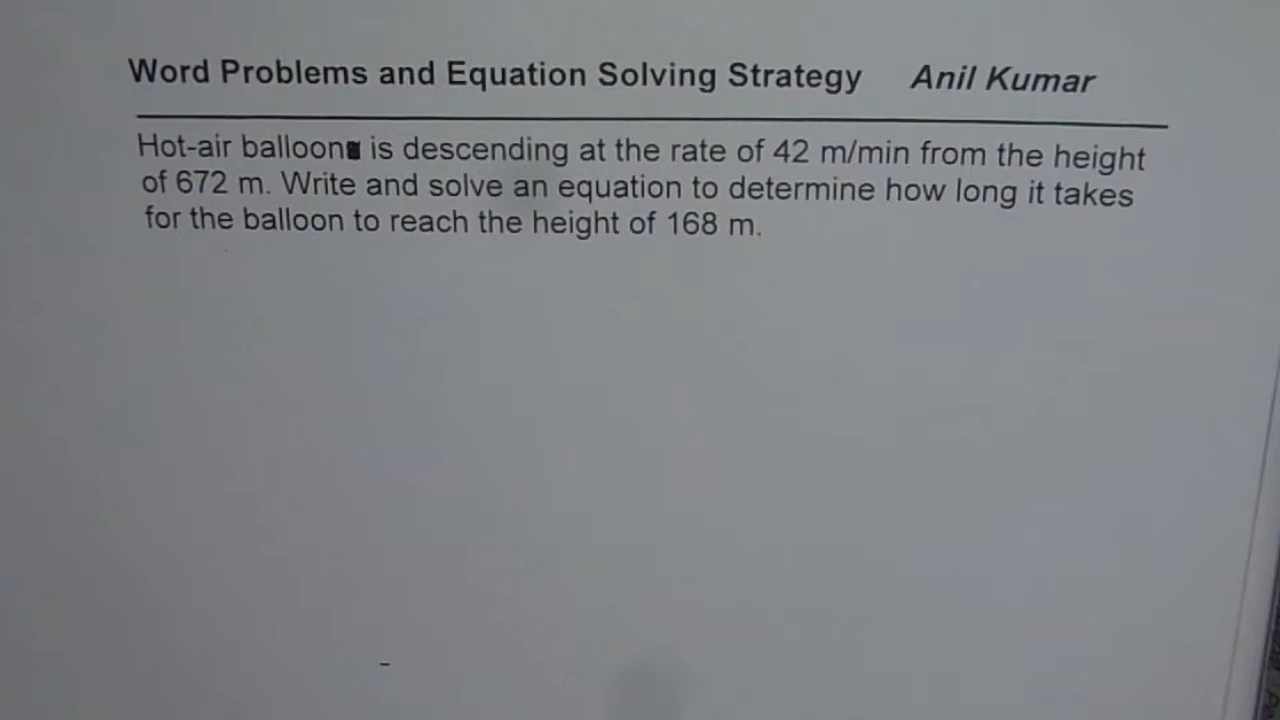 Word Problems and Equation Solving Strategy Anil Kumar
Hot-air balloon is descending at the rate of 42 m/min from the height
of 672 m. Write and solve an equation to determine how long it takes
for the balloon to reach the height of 168 m.